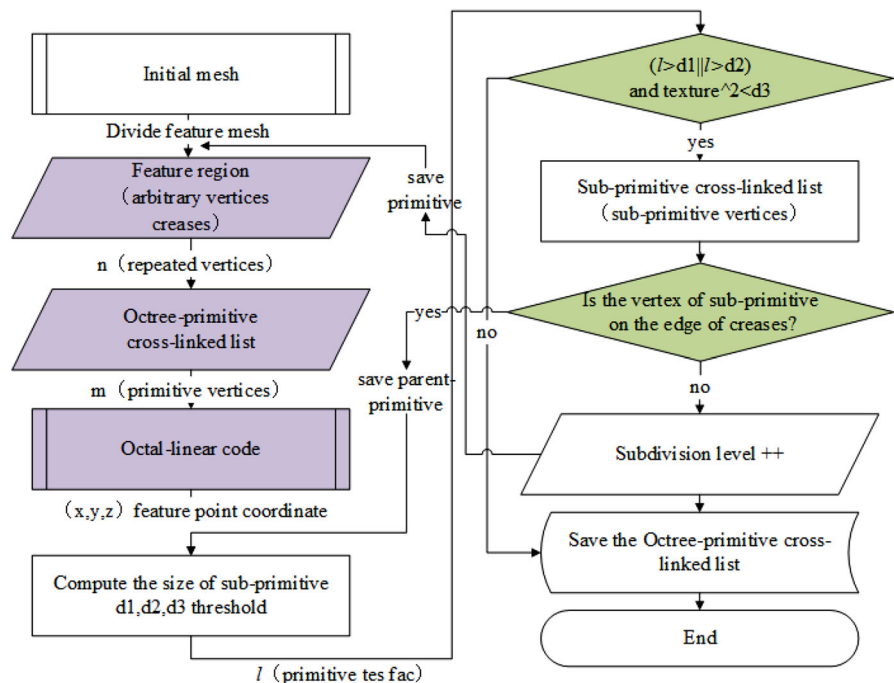 Initial mesh
Divide feature mesh
Feature region
(arbitrary vertices
creases)
n (repeated vertices)
Octree-primitive
cross-linked list
m (primitive vertices)
Octal-linear code
(x,y,z) feature point coordinate
Compute the size of sub-primitive
d1,d2,d3 threshold
l (primitive tes fac)
save
primitive
yes
save parent-
primitive
no
(l>d1||l>d2)
and texture^2<d3
yes
Sub-primitive cross-linked list
(sub-primitive vertices)
Is the vertex of sub-primitive
on the edge of creases?
no
Subdivision level ++
Save the Octree-primitive cross-
linked list
End